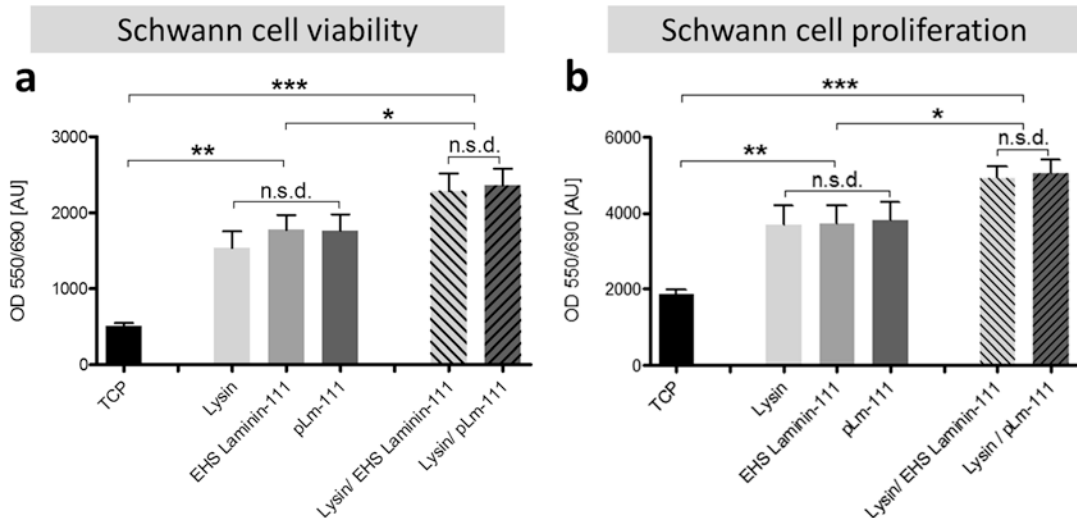 Schwann cell viability
a
***
*
**
n.s.d.
n.s.d.
OD 550/690 [AU]
3000
2000
1000
0
TCP
Lysin
EHS Laminin-111
pLm-111
Lysin/ EHS Laminin-111
Lysin/ pLm-111
Schwann cell proliferation
b
***
*
**
n.s.d.
n.s.d.
OD 550/690 [AU]
6000
4000
2000
0
TCP
Lysin
EHS Laminin-111
pLm-111
Lysin/ EHS Laminin-111
Lysin / pLm-111